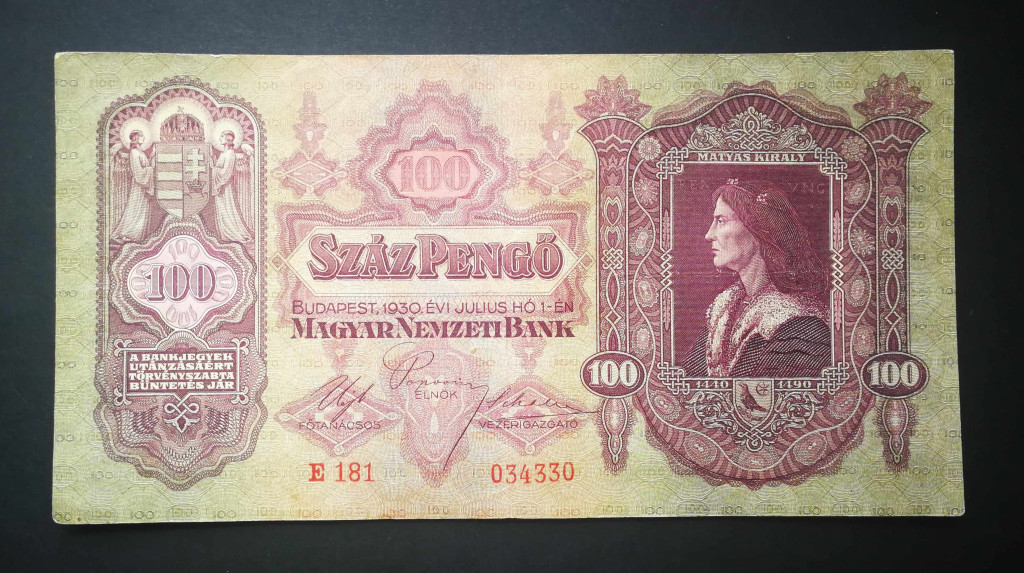 100
A BANKJEGYEK
UTÁNZÁSÁÉRT
TÖRVÉNYSZABTA
BÜNTETÉS JÁR
100
SZÁZ PENGŐ
BUDAPEST, 1930. ÉVI JULIUS HÓ 1-ÉN
MAGYAR NEMZETI BANK
ELNÖK
FŐTANÁCSOS
VEZÉRIGAZGATÓ
E 181 034330
MÁTYÁS KIRÁLY
100 100
1440 1490